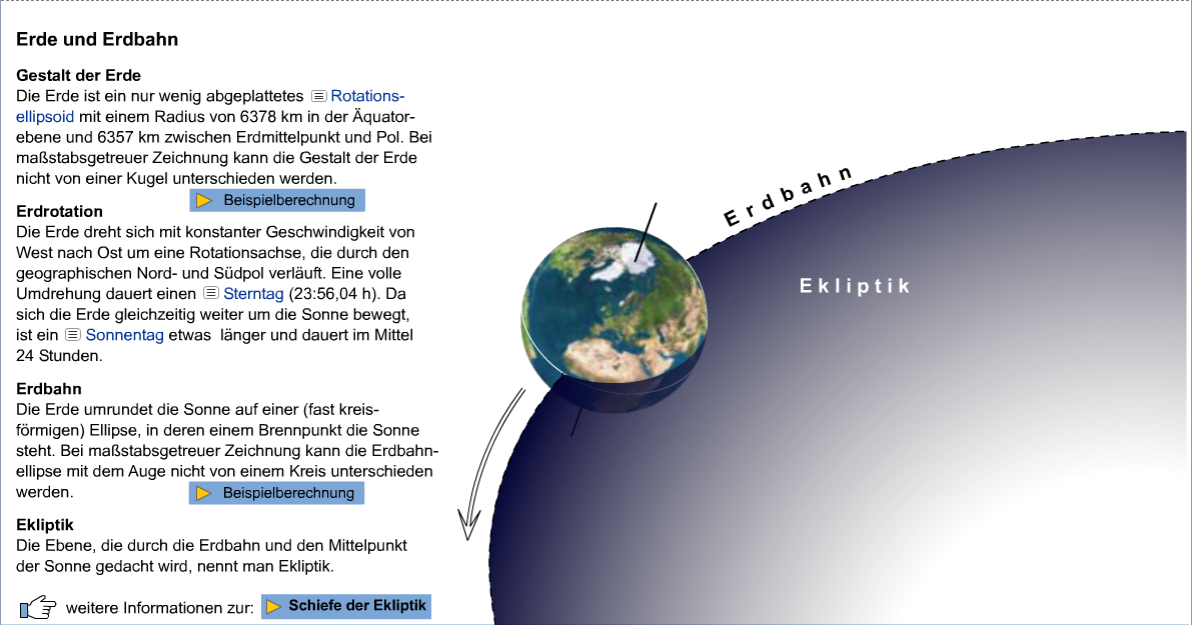 Erde und Erdbahn
Gestalt der Erde
Die Erde ist ein nur wenig abgeplattetes Rotations-
ellipsoid mit einem Radius von 6378 km in der Äquator-
ebene und 6357 km zwischen Erdmittelpunkt und Pol. Bei
maßstabsgetreuer Zeichnung kann die Gestalt der Erde
nicht von einer Kugel unterschieden werden.
Beispielberechnung
Erdrotation
Die Erde dreht sich mit konstanter Geschwindigkeit von
West nach Ost um eine Rotationsachse, die durch den
geographischen Nord- und Südpol verläuft. Eine volle
Umdrehung dauert einen Sterntag (23:56,04 h). Da
sich die Erde gleichzeitig weiter um die Sonne bewegt,
ist ein Sonnentag etwas länger und dauert im Mittel
24 Stunden.
Erdbahn
Die Erde umrundet die Sonne auf einer (fast kreis-
förmigen) Ellipse, in deren einem Brennpunkt die Sonne
steht. Bei maßstabsgetreuer Zeichnung kann die Erdbahn-
ellipse mit dem Auge nicht von einem Kreis unterschieden
werden.
Beispielberechnung
Ekliptik
Die Ebene, die durch die Erdbahn und den Mittelpunkt
der Sonne gedacht wird, nennt man Ekliptik.
weitere Informationen zur: Schiefe der Ekliptik
Erdbahn
Ekliptik